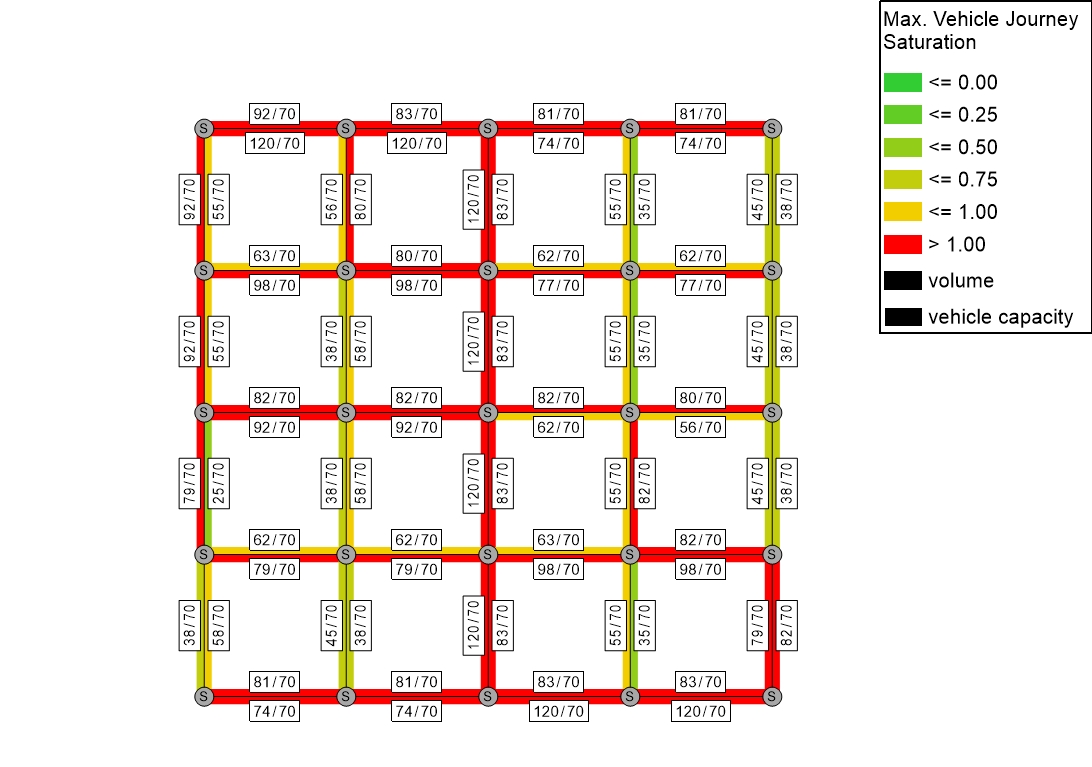 Max. Vehicle Journey
Saturation
<= 0.00
<= 0.25
<= 0.50
<= 0.75
<= 1.00
> 1.00
volume
vehicle capacity
92/70 83/70 81/70 81/70
S S S S S
120/70 120/70 74/70 74/70
92/70 55/70 56/70 80/70 120/70 83/70 55/70 35/70 45/70 38/70
63/70 80/70 62/70 62/70
S S S S S
98/70 98/70 77/70 77/70
92/70 55/70 38/70 58/70 120/70 83/70 55/70 35/70 45/70 38/70
82/70 82/70 82/70 80/70
S S S S S
92/70 92/70 62/70 56/70
79/70 25/70 38/70 58/70 120/70 83/70 55/70 82/70 45/70 38/70
62/70 62/70 63/70 82/70
S S S S S
79/70 79/70 98/70 98/70
38/70 58/70 45/70 38/70 120/70 83/70 55/70 35/70 79/70 82/70
81/70 81/70 83/70 83/70
S S S S S
74/70 74/70 120/70 120/70